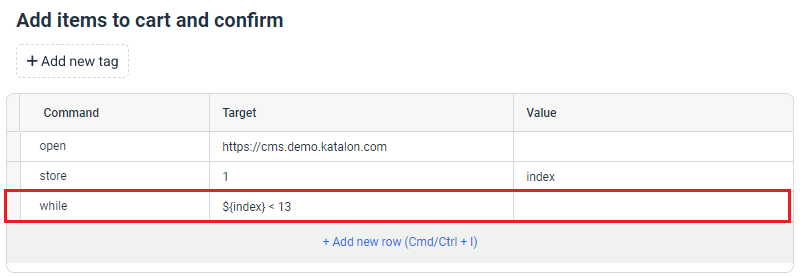 Add items to cart and confirm
+ Add new tag
Command Target Value
open https://cms.demo.katalon.com
store 1 index
while ${index} < 13
+ Add new row (Cmd/Ctrl + I)